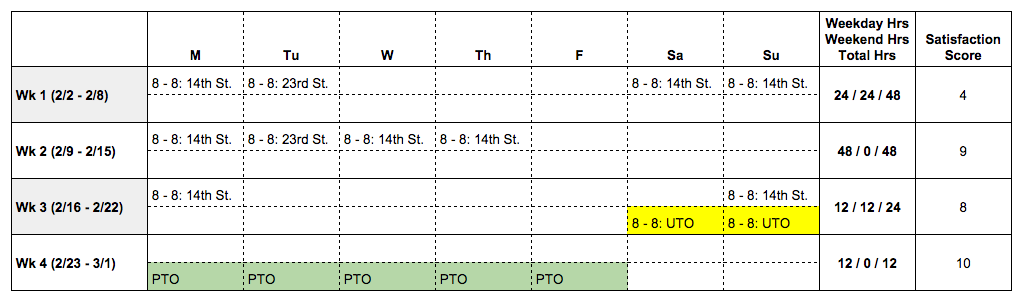 M Tu W Th F Sa Su Weekday Hrs Weekend Hrs Total Hrs Satisfaction Score
Wk 1 (2/2 - 2/8) 8 - 8: 14th St. 8 - 8: 23rd St. 8 - 8: 14th St. 8 - 8: 14th St. 24 / 24 / 48 4
Wk 2 (2/9 - 2/15) 8 - 8: 14th St. 8 - 8: 23rd St. 8 - 8: 14th St. 8 - 8: 14th St. 48 / 0 / 48 9
Wk 3 (2/16 - 2/22) 8 - 8: 14th St. 8 - 8: 14th St. 12 / 12 / 24 8
8 - 8: UTO 8 - 8: UTO
Wk 4 (2/23 - 3/1) 12 / 0 / 12 10
PTO PTO PTO PTO PTO